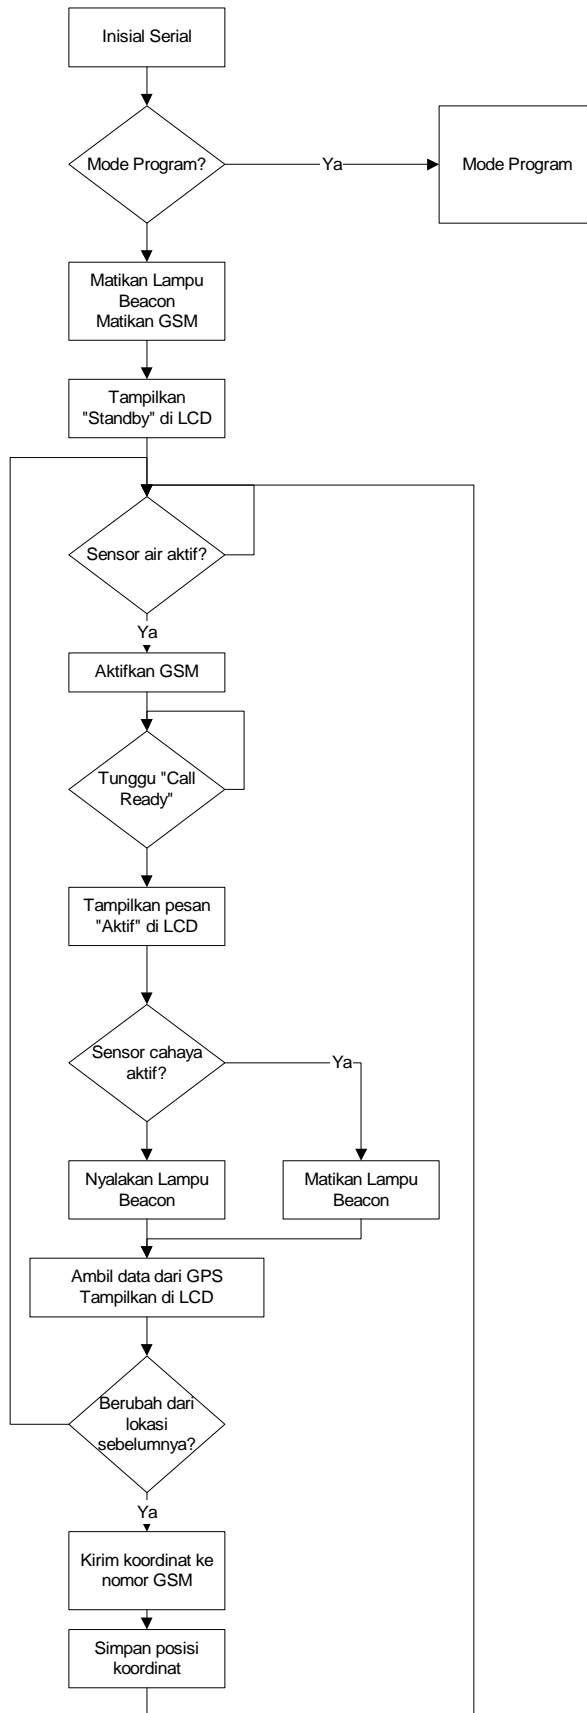 Inisial Serial
Mode Program?
Ya
Mode Program
Matikan Lampu
Beacon
Matikan GSM
Tampilkan
"Standby" di LCD
Sensor air aktif?
Ya
Aktifkan GSM
Tunggu "Call
Ready"
Tampilkan pesan
"Aktif" di LCD
Sensor cahaya
aktif?
Ya
Nyalakan Lampu
Beacon
Matikan Lampu
Beacon
Ambil data dari GPS
Tampilkan di LCD
Berubah dari
lokasi
sebelumnya?
Ya
Kirim koordinat ke
nomor GSM
Simpan posisi
koordinat